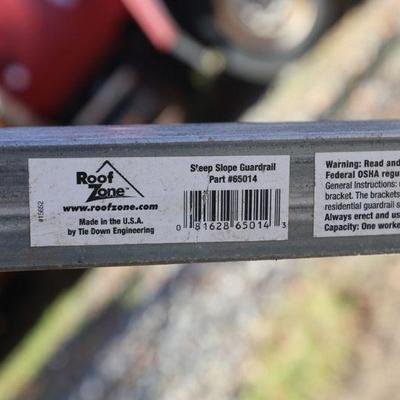 Roof
Zone™
www.roofzone.com
Made in the U.S.A.
by Tie Down Engineering
#15652
Steep Slope Guardrail
Part #65014
0 81628 65014 3
Warning: Read and
Federal OSHA regu
General Instructions:
bracket. The brackets
residential guardrail s
Always erect and us
Capacity: One worke